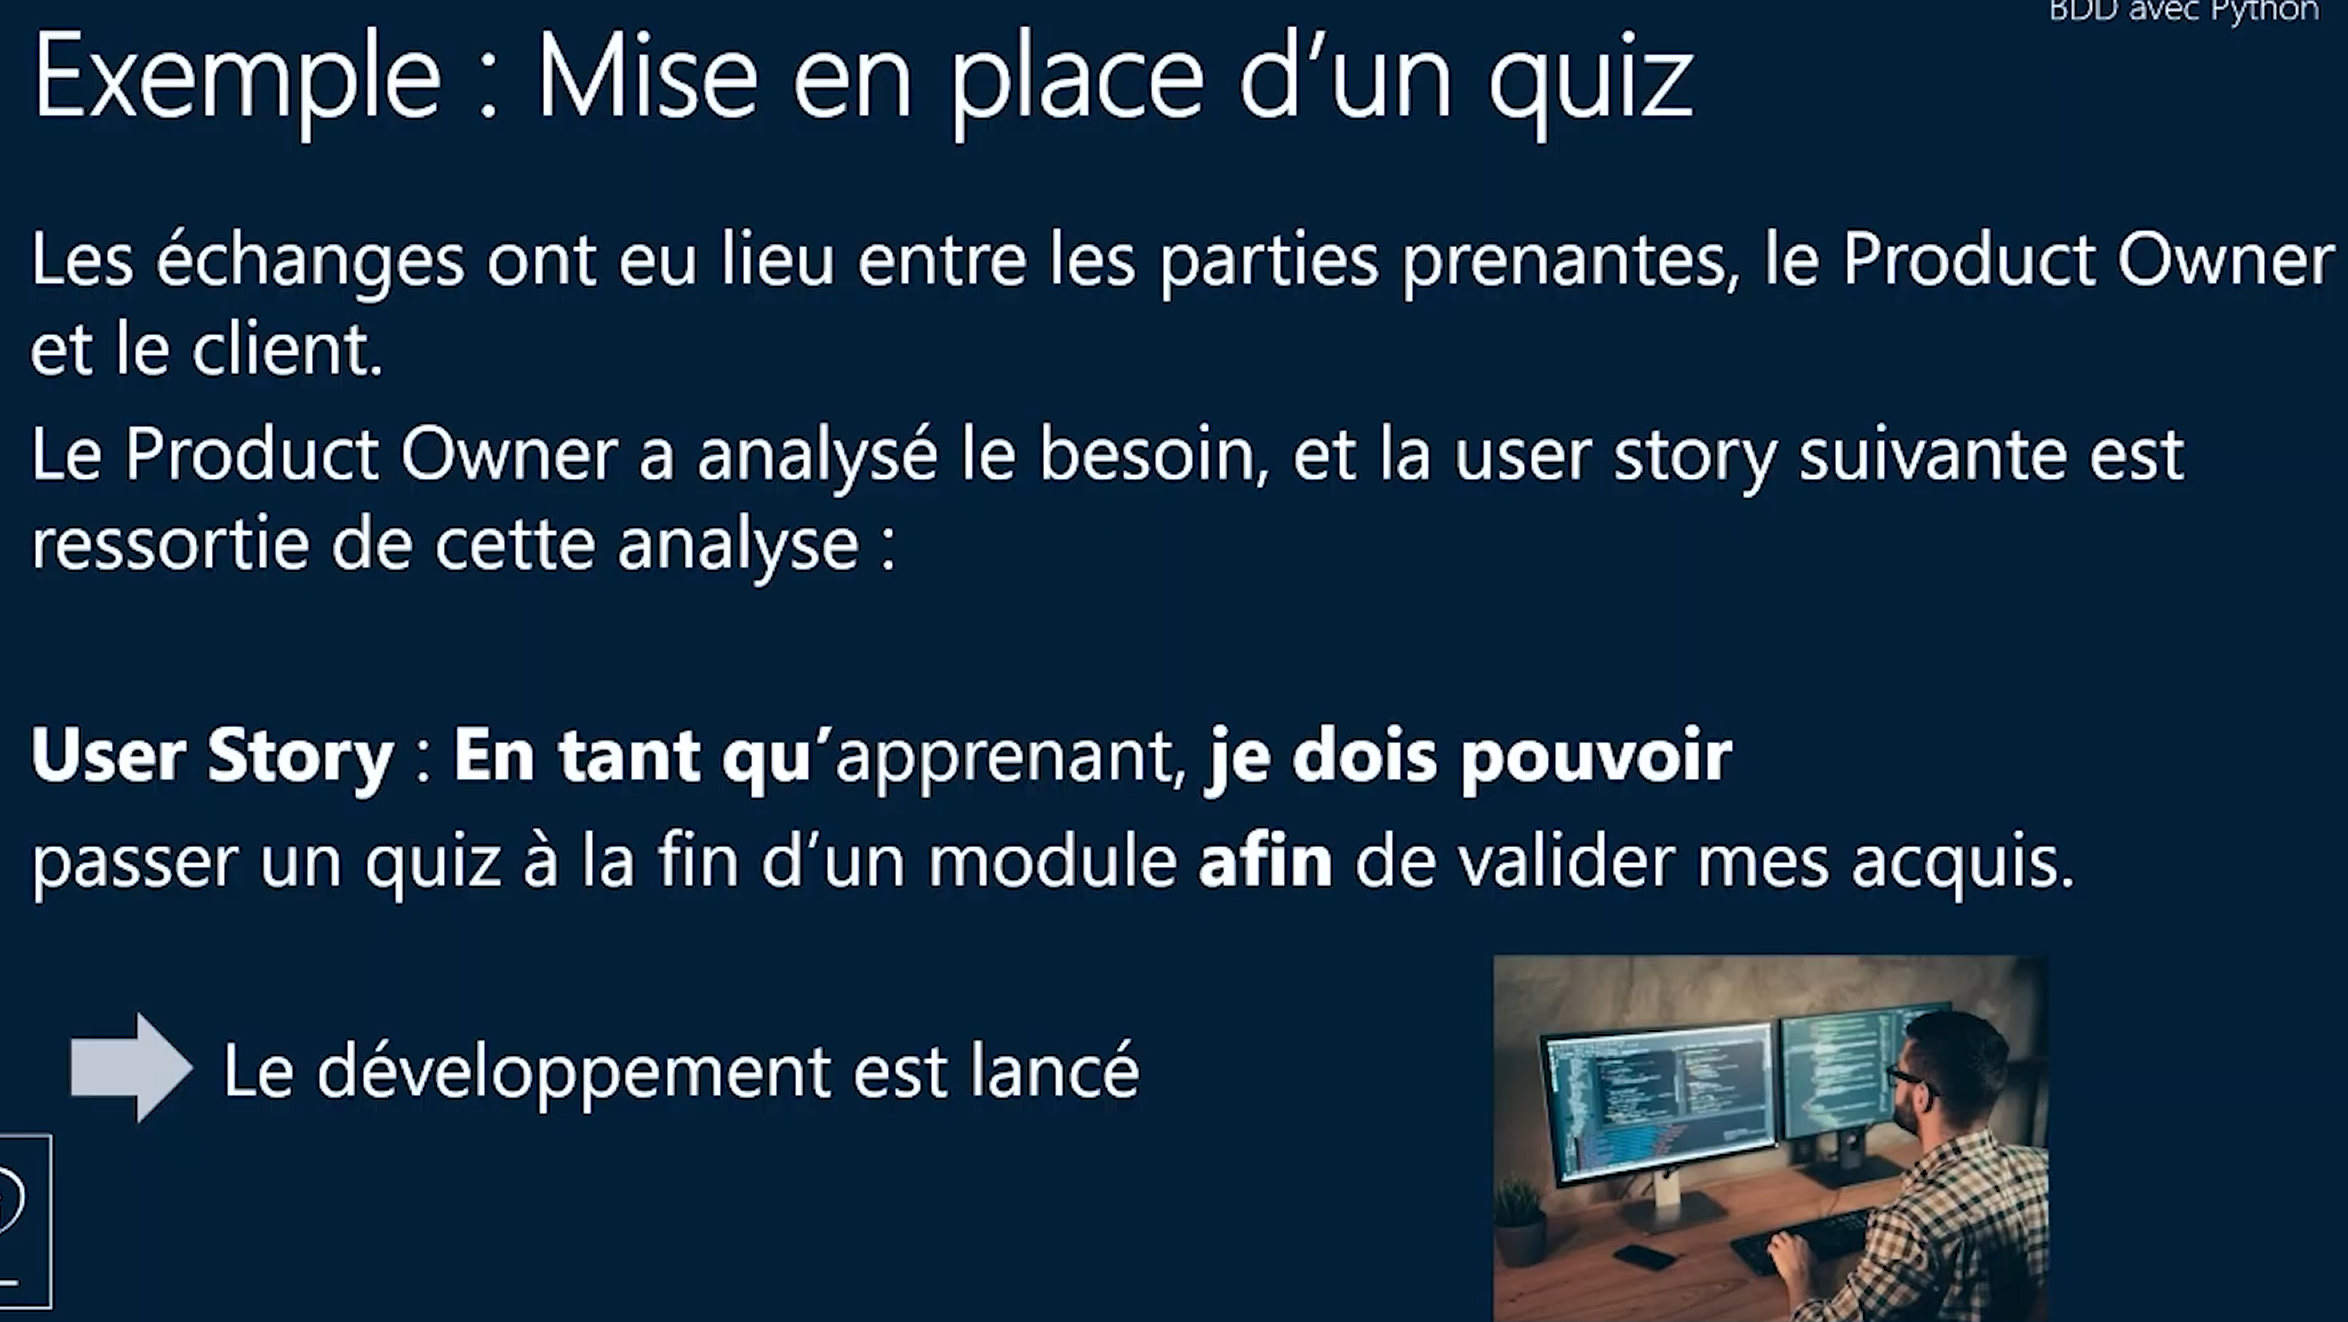 BDD avec Python
Exemple : Mise en place d’un quiz
Les échanges ont eu lieu entre les parties prenantes, le Product Owner
et le client.
Le Product Owner a analysé le besoin, et la user story suivante est
ressortie de cette analyse :
User Story : En tant qu’apprenant, je dois pouvoir
passer un quiz à la fin d’un module afin de valider mes acquis.
Le développement est lancé